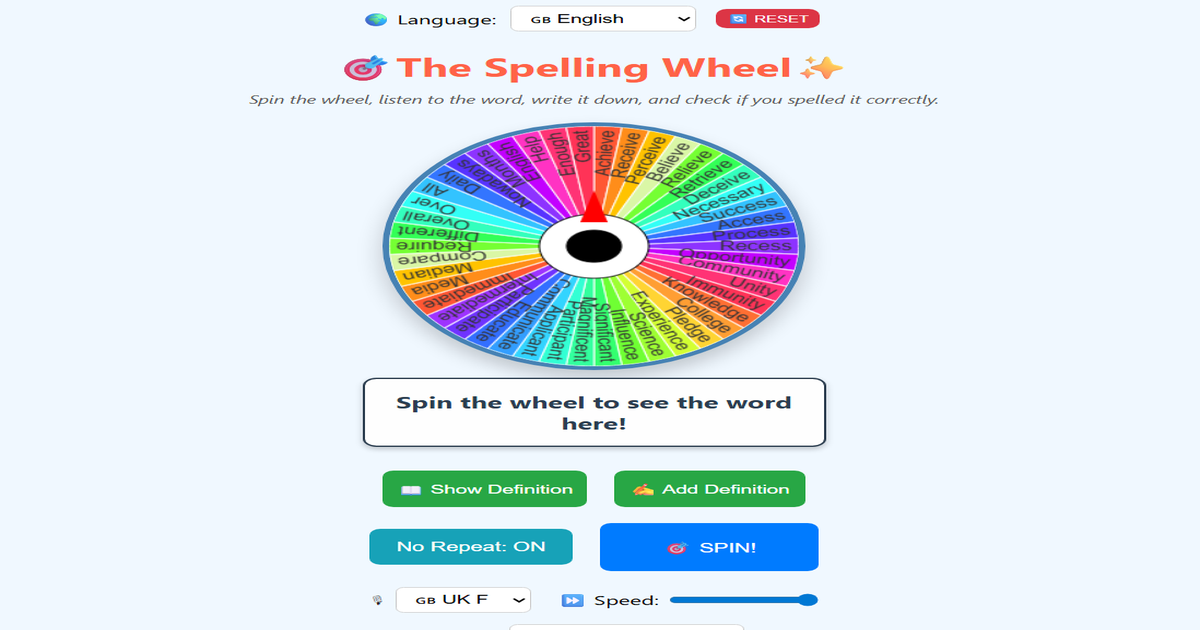 Language: GB English RESET
The Spelling Wheel
Spin the wheel, listen to the word, write it down, and check if you spelled it correctly.
Achieve
Receive
Perceive
Believe
Relieve
Retrieve
Deceive
Necessary
Success
Access
Process
Recess
Opportunity
Community
Unity
Immunity
Knowledge
College
Pledge
Experience
Science
Influence
Significant
Magnificent
Participant
Applicant
Communicate
Educate
Participate
Intermediate
Immediate
Media
Median
Compare
Require
Different
Overall
Over
All
Daily
Nowadays
Months
English
Help
Enough
Great
Spin the wheel to see the word
here!
Show Definition Add Definition
No Repeat: ON SPIN!
GB UK F Speed: